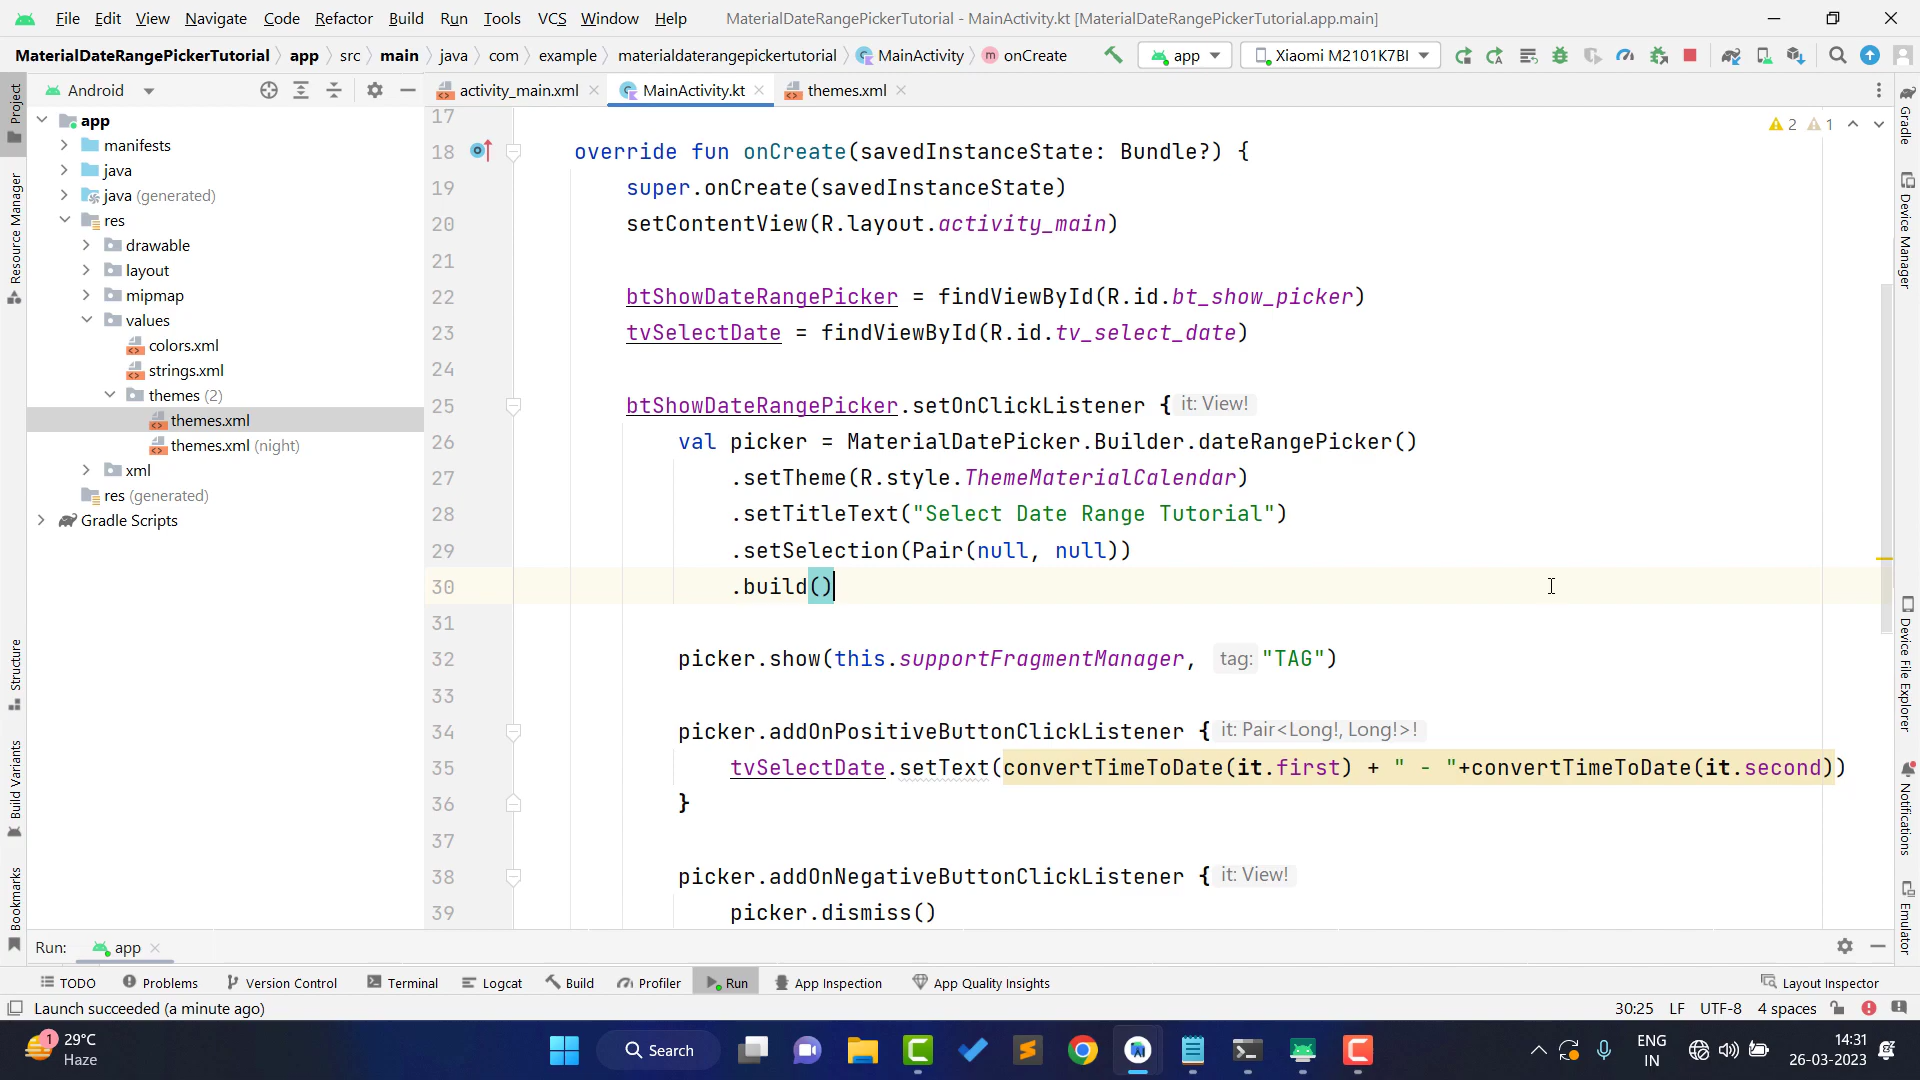 File Edit View Navigate Code Refactor Build Run Tools VCS Window Help MaterialDateRangePickerTutorial - MainActivity.kt [MaterialDateRangePickerTutorial.app.main]
MaterialDateRangePickerTutorial app src main java com example materialdaterangepickertutorial MainActivity onCreate app Xiaomi M2101K7BI
Project
Android
activity_main.xml MainActivity.kt themes.xml
app
manifests
java
java (generated)
res
drawable
layout
mipmap
values
colors.xml
strings.xml
themes (2)
themes.xml
themes.xml (night)
xml
res (generated)
Gradle Scripts
Resource Manager
Structure
Build Variants
Bookmarks
2 1
17
18 override fun onCreate(savedInstanceState: Bundle?) {
19 super.onCreate(savedInstanceState)
20 setContentView(R.layout.activity_main)
21
22 btShowDateRangePicker = findViewById(R.id.bt_show_picker)
23 tvSelectDate = findViewById(R.id.tv_select_date)
24
25 btShowDateRangePicker.setOnClickListener { it: View!
26 val picker = MaterialDatePicker.Builder.dateRangePicker()
27 .setTheme(R.style.ThemeMaterialCalendar)
28 .setTitleText("Select Date Range Tutorial")
29 .setSelection(Pair(null, null))
30 .build()
31
32 picker.show(this.supportFragmentManager, tag: "TAG")
33
34 picker.addOnPositiveButtonClickListener { it: Pair<Long!, Long!>!
35 tvSelectDate.setText(convertTimeToDate(it.first) + " - "+convertTimeToDate(it.second))
36 }
37
38 picker.addOnNegativeButtonClickListener { it: View!
39 picker.dismiss()
Gradle
Device Manager
Device File Explorer
Notifications
Emulator
Run: app
TODO Problems Version Control Terminal Logcat Build Profiler Run App Inspection App Quality Insights Layout Inspector
Launch succeeded (a minute ago) 30:25 LF UTF-8 4 spaces
1 29°C
Haze
Search
ENG
IN
14:31
26-03-2023